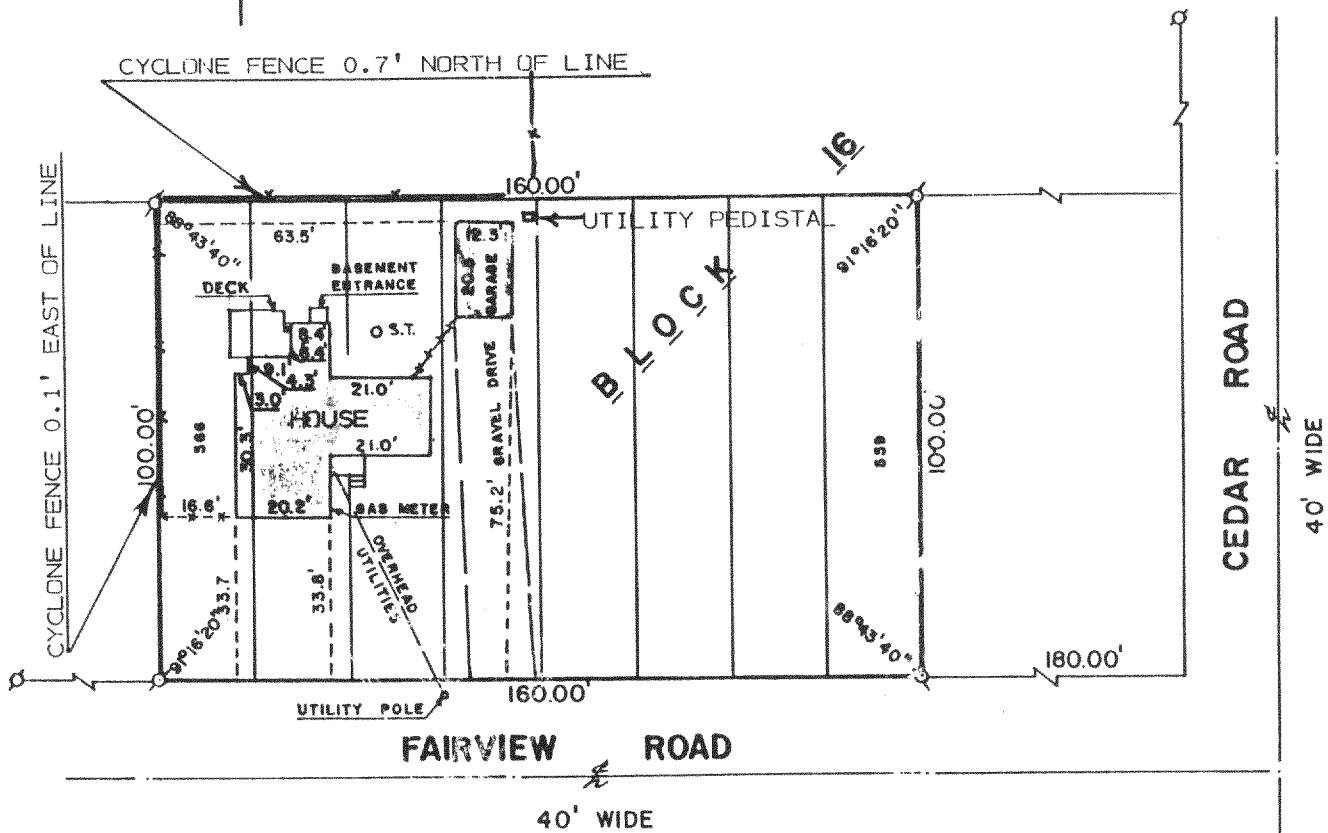 CYCLONE FENCE 0.7' NORTH OF LINE
16
160.00'
UTILITY PEDISTAL
88°43'40"
63.5'
12.3'
91°16'20"
BASEMENT
ENTRANCE
DECK
20.5
GARAGE
S.T.
8.4
6.4
9.1
4.3'
3.0'
21.0'
HOUSE
21.0'
30.3'
20.2'
16.6'
GAS METER
GRAVEL DRIVE
75.2'
BLOCK
CYCLONE FENCE 0.1' EAST OF LINE
100.00'
566
559
100.00
CEDAR ROAD
40' WIDE
33.7
33.8'
OVERHEAD
UTILITIES
91°16'20"
88°43'40"
180.00'
160.00'
UTILITY POLE
FAIRVIEW ROAD
40' WIDE